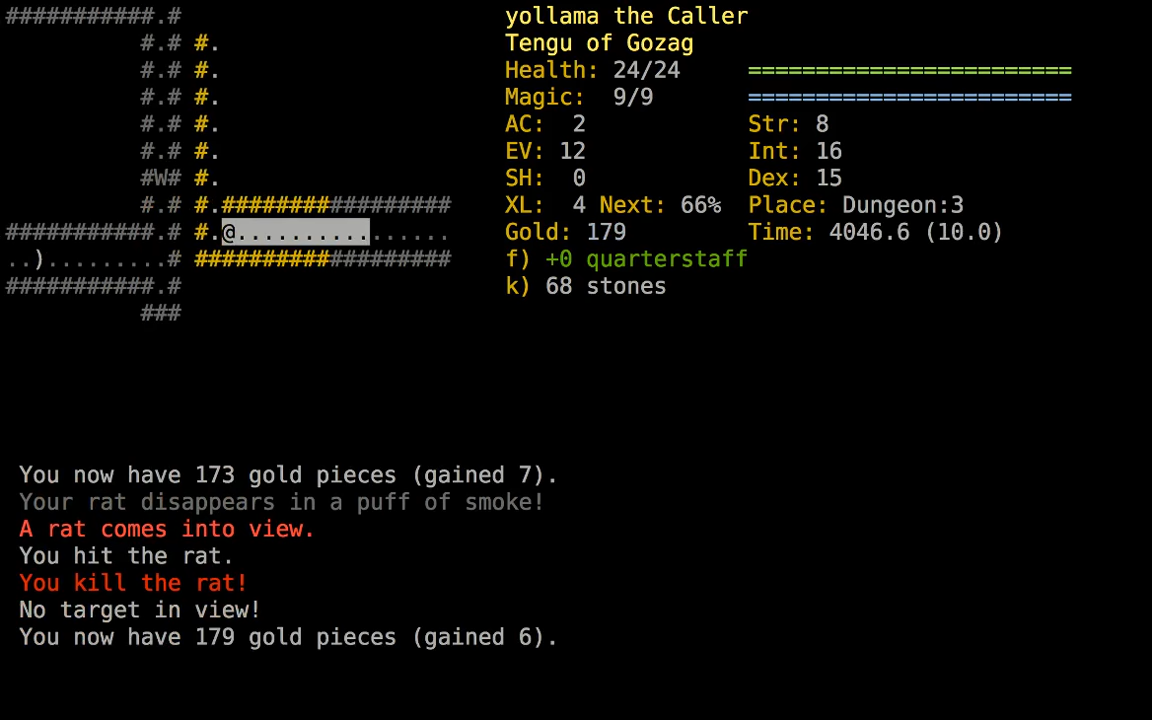 ###########.#
yollama the Caller
#.# #.
Tengu of Gozag
#.# #.
Health: 24/24 ========================
#.# #.
Magic:  9/9 ========================
#.# #.
AC:  2 Str: 8
#.# #.
EV: 12 Int: 16
#W# #.
SH:  0 Dex: 15
#.# #.#################
XL:  4 Next: 66% Place: Dungeon:3
###########.# #.@................
Gold: 179 Time: 4046.6 (10.0)
..).........# ###################
f) +0 quarterstaff
###########.#
k) 68 stones
###
You now have 173 gold pieces (gained 7).
Your rat disappears in a puff of smoke!
A rat comes into view.
You hit the rat.
You kill the rat!
No target in view!
You now have 179 gold pieces (gained 6).